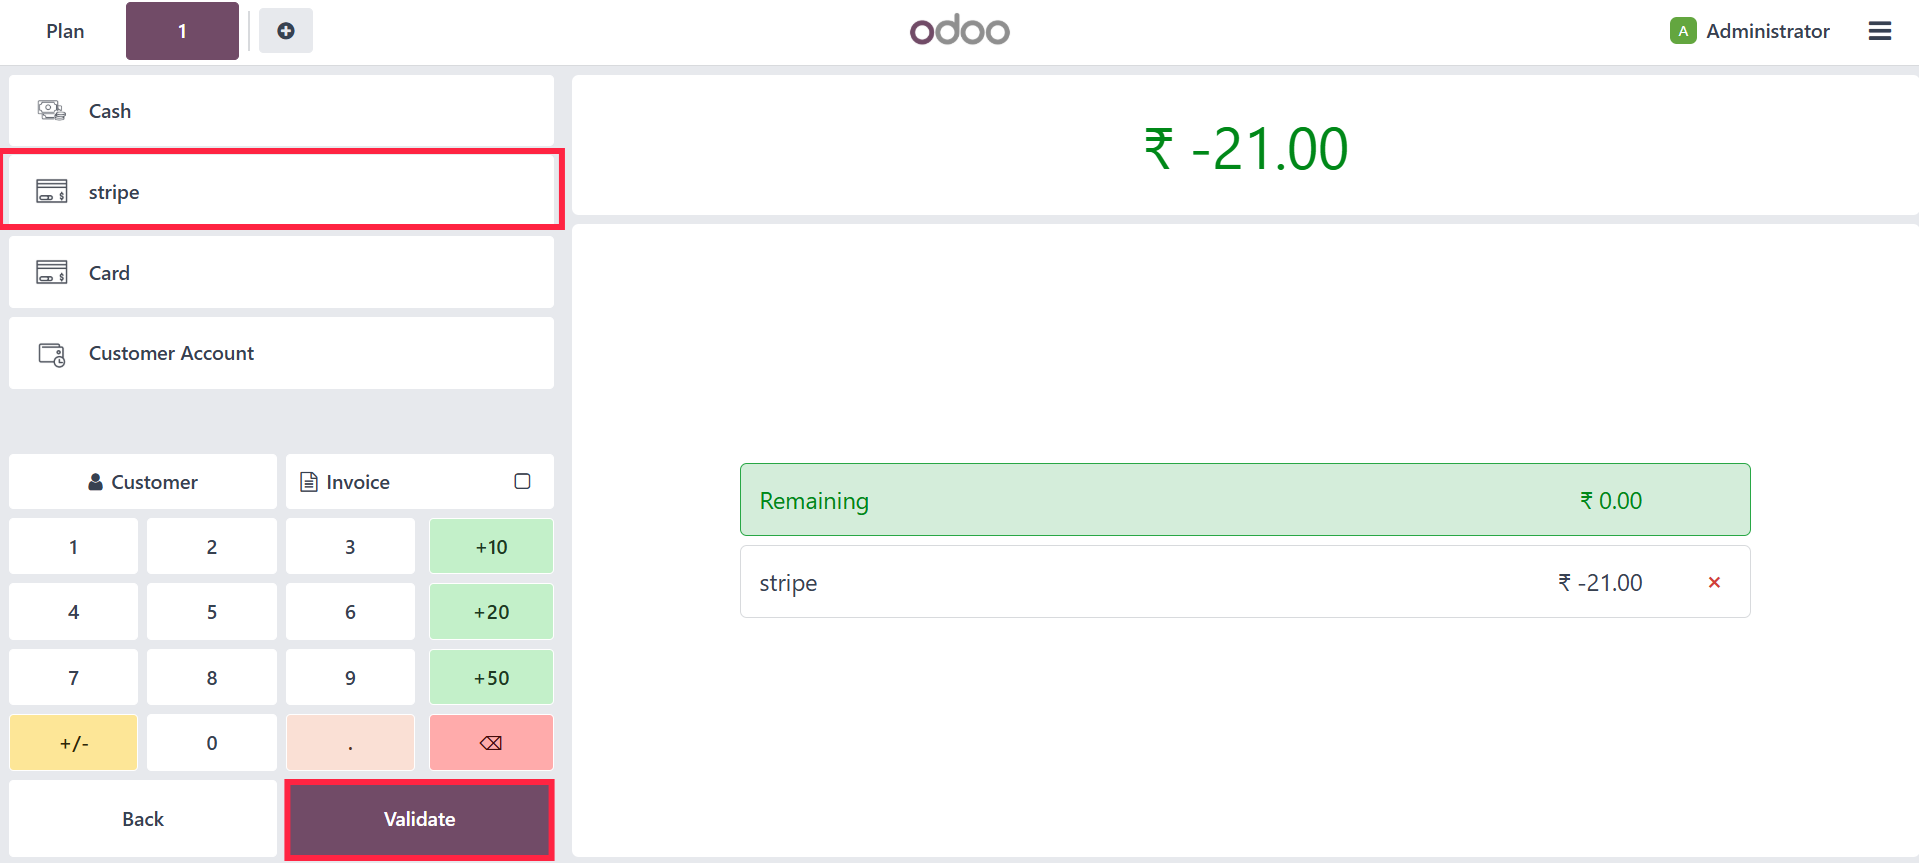 Plan
1
odoo
A
Administrator
Cash
stripe
Card
Customer Account
₹ -21.00
Remaining ₹ 0.00
stripe ₹ -21.00 ×
Customer
Invoice
1 2 3 +10
4 5 6 +20
7 8 9 +50
+/- 0 . ⌫
Back
Validate